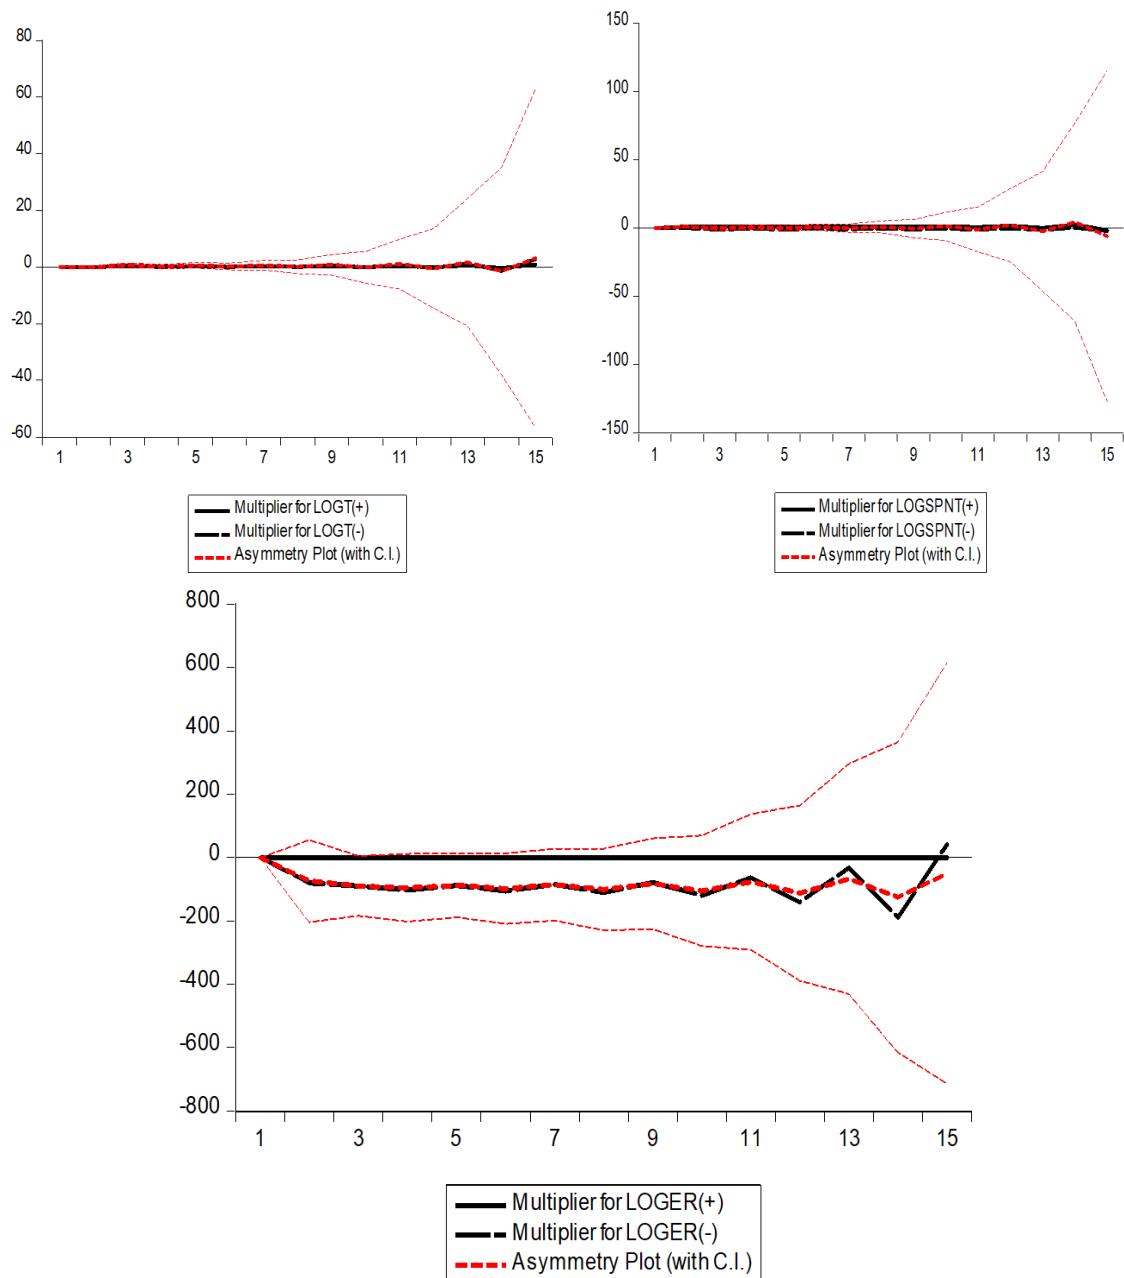 80
60
40
20
0
-20
-40
-60
1 3 5 7 9 11 13 15
Multiplier for LOGT(+)
Multiplier for LOGT(-)
Asymmetry Plot (with C.I.)
150
100
50
0
-50
-100
-150
1 3 5 7 9 11 13 15
Multiplier for LOGSPNT(+)
Multiplier for LOGSPNT(-)
Asymmetry Plot (with C.I.)
800
600
400
200
0
-200
-400
-600
-800
1 3 5 7 9 11 13 15
Multiplier for LOGER(+)
Multiplier for LOGER(-)
Asymmetry Plot (with C.I.)